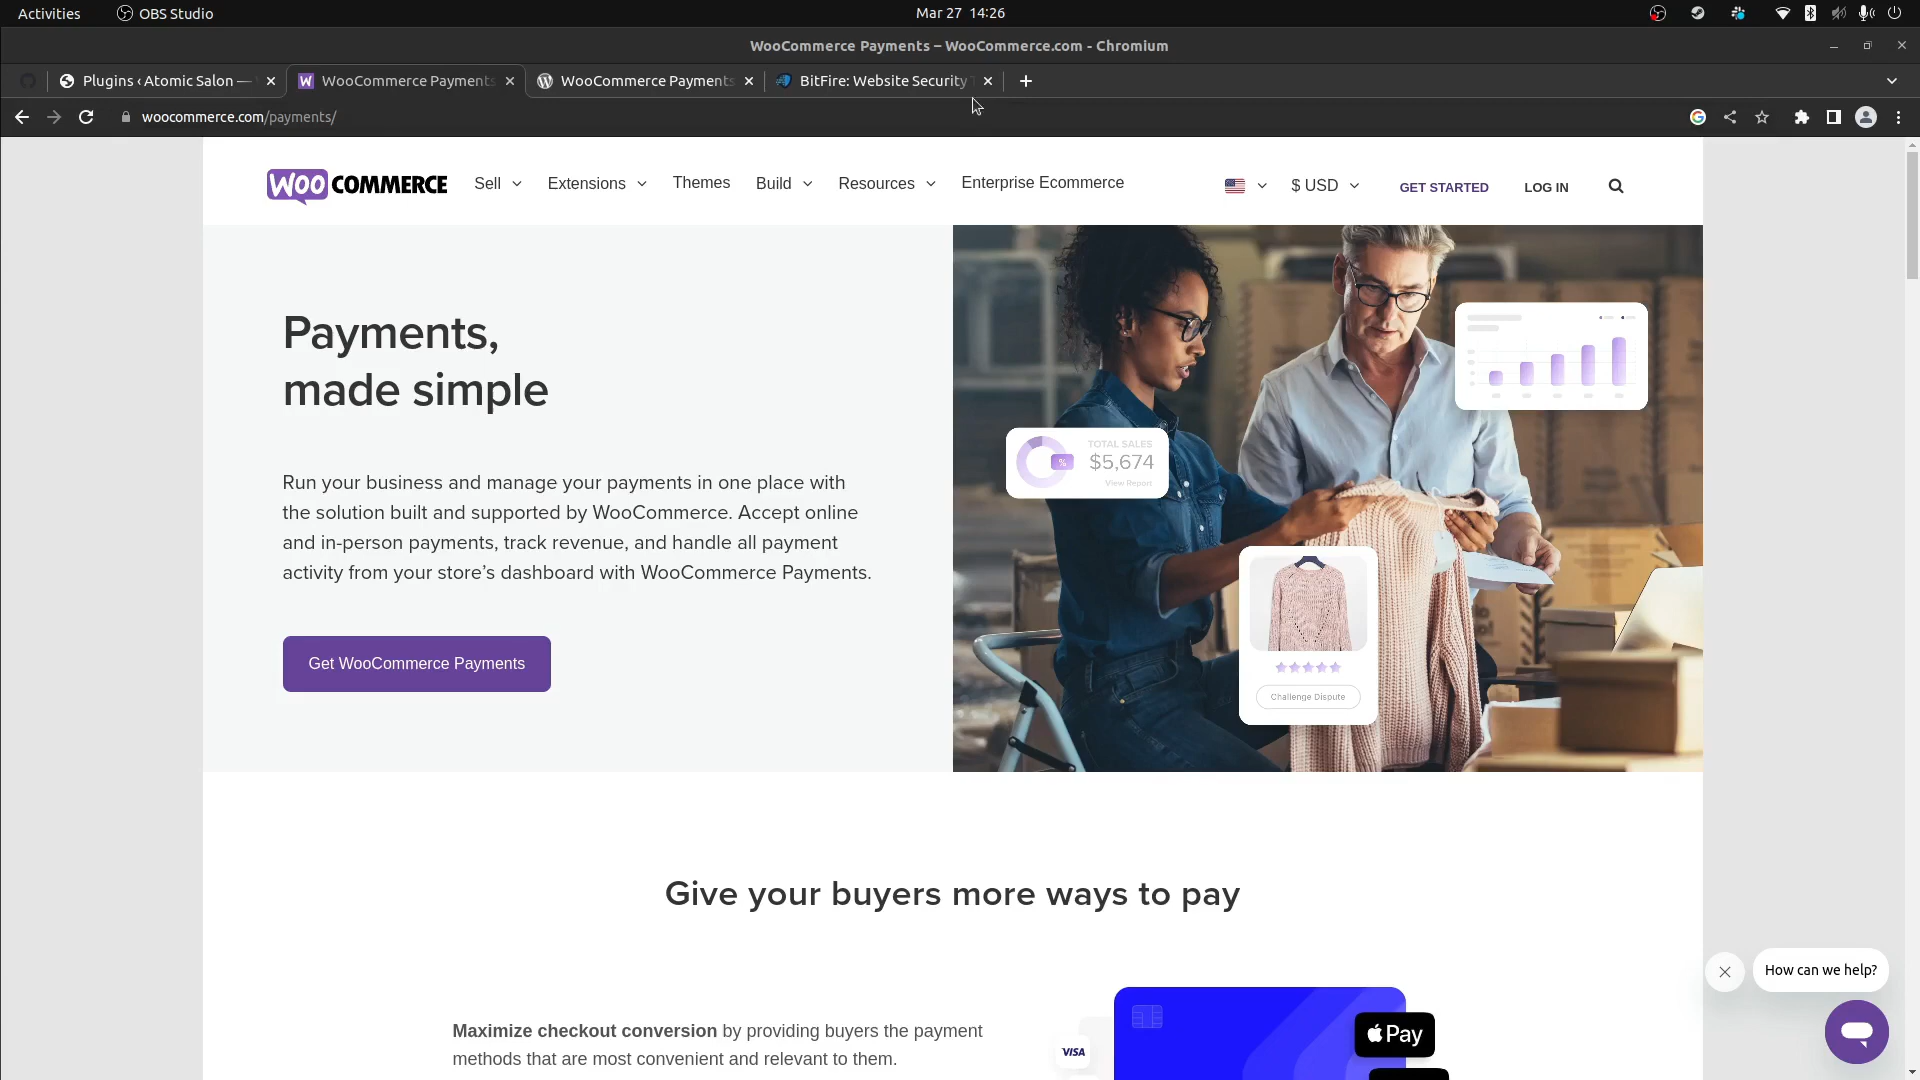 Activities
OBS Studio
Mar 27 14:26
WooCommerce Payments – WooCommerce.com - Chromium
Plugins ‹ Atomic Salon —
WooCommerce Payments
WooCommerce Payments
BitFire: Website Security
woocommerce.com/payments/
WOO COMMERCE
Sell
Extensions
Themes
Build
Resources
Enterprise Ecommerce
$ USD
GET STARTED
LOG IN
Payments,
made simple
Run your business and manage your payments in one place with
the solution built and supported by WooCommerce. Accept online
and in-person payments, track revenue, and handle all payment
activity from your store’s dashboard with WooCommerce Payments.
Get WooCommerce Payments
%
TOTAL SALES
$5,674
View Report
Challenge Dispute
Give your buyers more ways to pay
Maximize checkout conversion by providing buyers the payment
methods that are most convenient and relevant to them.
VISA
Pay
How can we help?